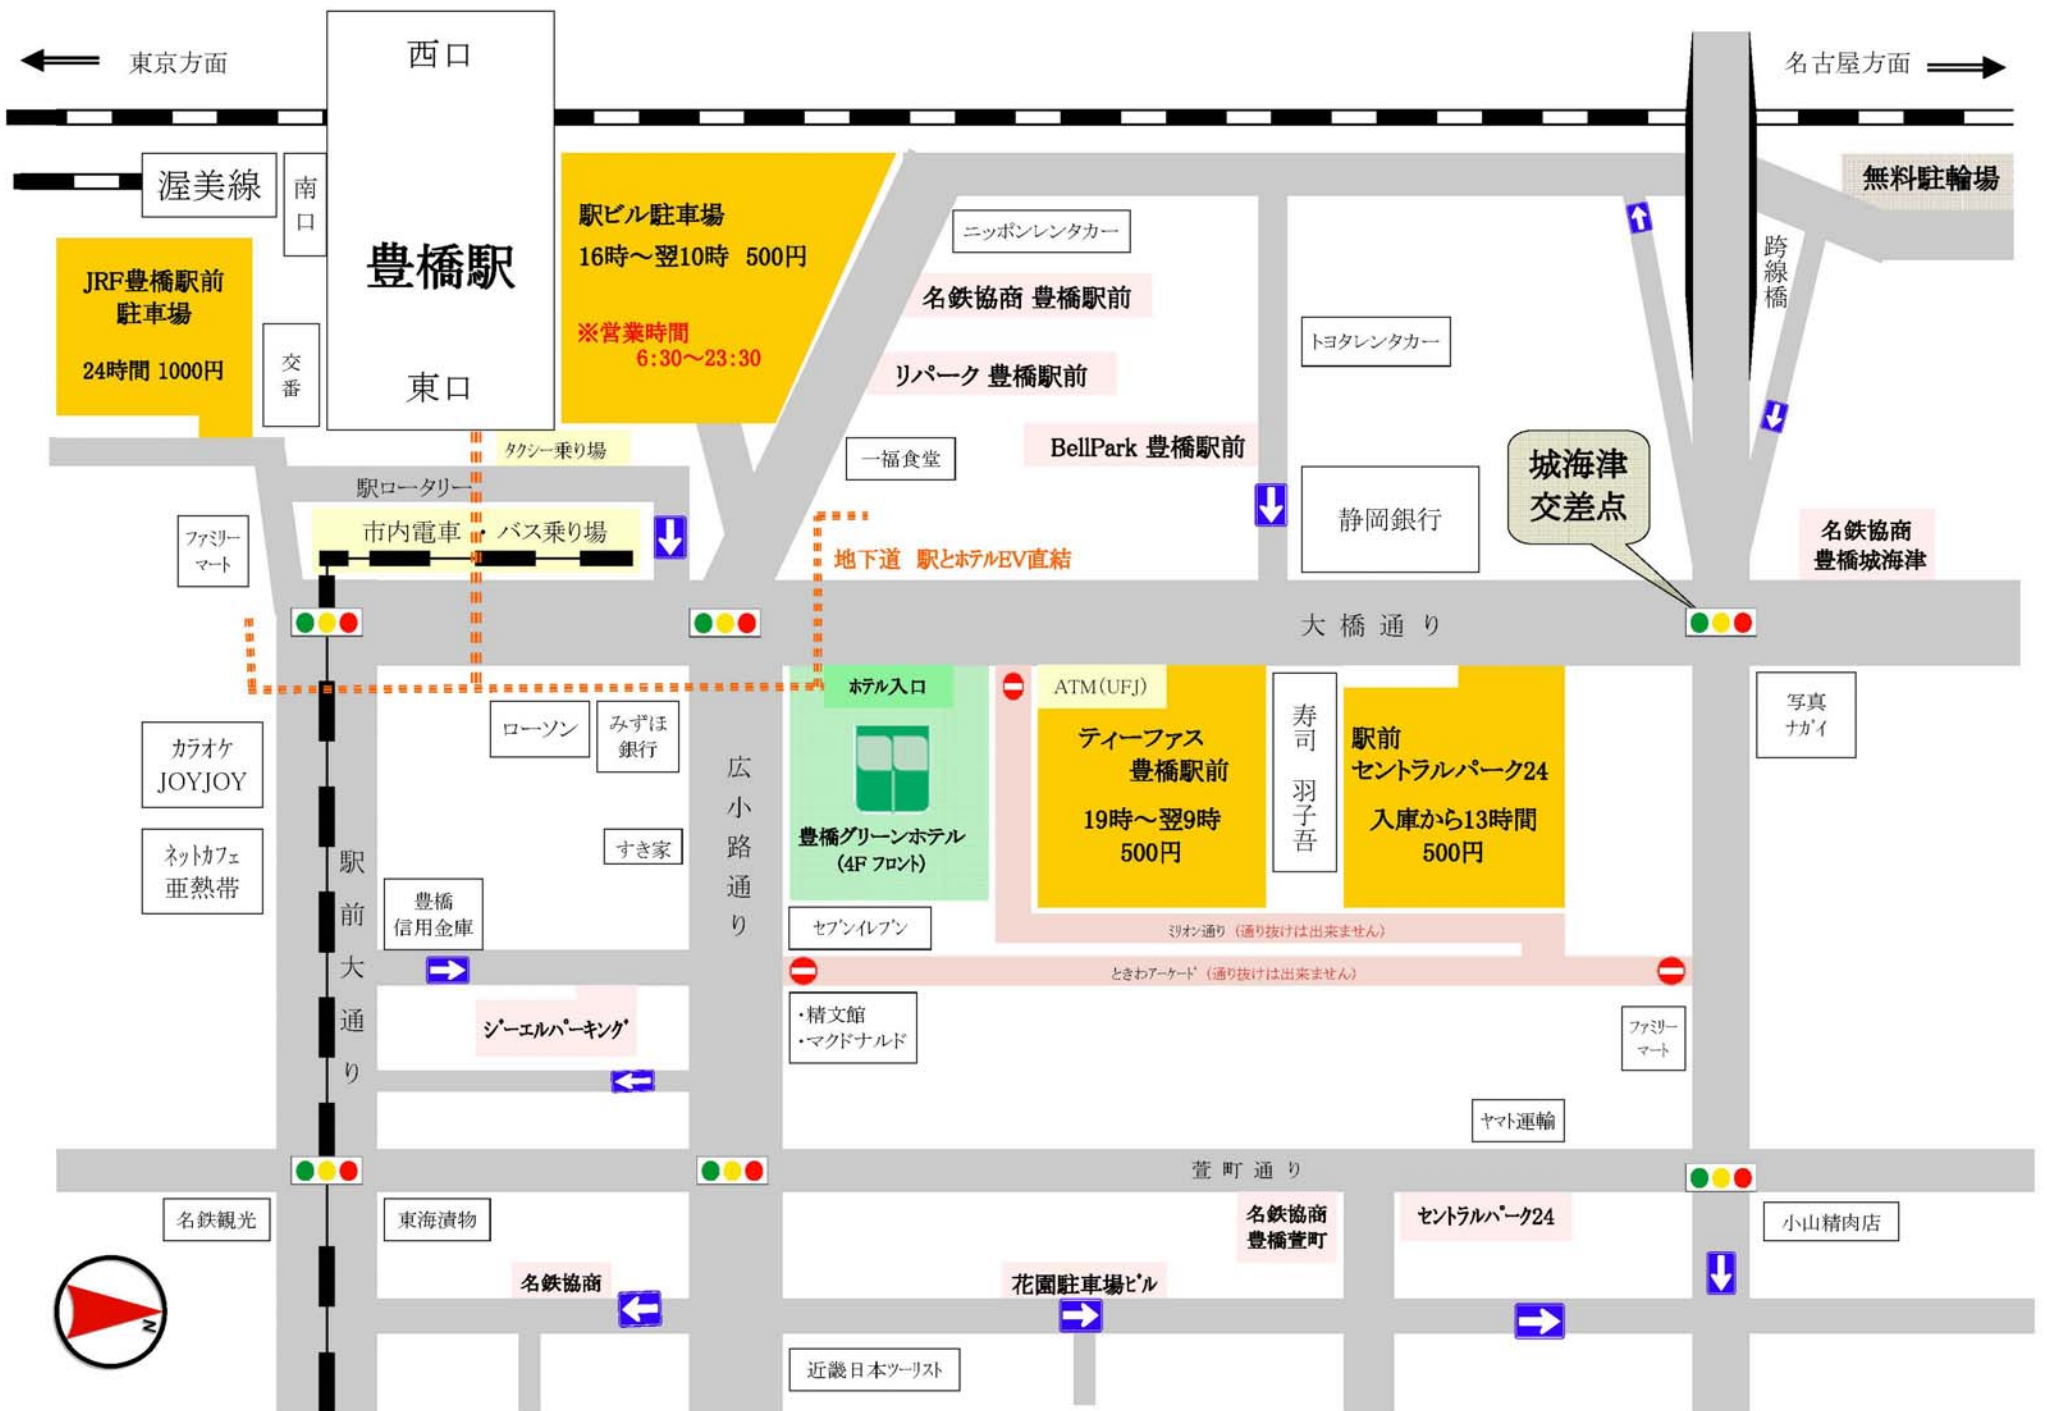 西口
東京方面
名古屋方面
渥美線
南口
豊橋駅
駅ビル駐車場
16時～翌10時 500円
※営業時間
6:30～23:30
無料駐輪場
ニッポンレンタカー
跨線橋
JRF豊橋駅前
駐車場
24時間 1000円
交番
名鉄協商 豊橋駅前
トヨタレンタカー
リパーク 豊橋駅前
東口
タクシー乗り場
一福食堂
BellPark 豊橋駅前
城海津
交差点
駅ロータリー
静岡銀行
ファミリー
マート
市内電車 ・バス乗り場
地下道 駅とホテルEV直結
名鉄協商
豊橋城海津
大橋通り
ホテル入口
ATM(UFJ)
ローソン
みずほ
銀行
寿司 羽子吾
写真
ナガイ
カラオケ
JOYJOY
広小路通り
ティーファス
豊橋駅前
19時～翌9時
500円
駅前
セントラルパーク24
入庫から13時間
500円
豊橋グリーンホテル
(4F フロント)
すき家
ネットカフェ
亜熱帯
駅前大通り
豊橋
信用金庫
セブンイレブン
ミリオン通り (通り抜けは出来ません)
ときわアーケード (通り抜けは出来ません)
ジーエルパーキング
・精文館
・マクドナルド
ファミリー
マート
ヤマト運輸
萱町通り
名鉄観光
東海漬物
名鉄協商
豊橋萱町
セントラルパーク24
小山精肉店
名鉄協商
花園駐車場ビル
N
近畿日本ツーリスト